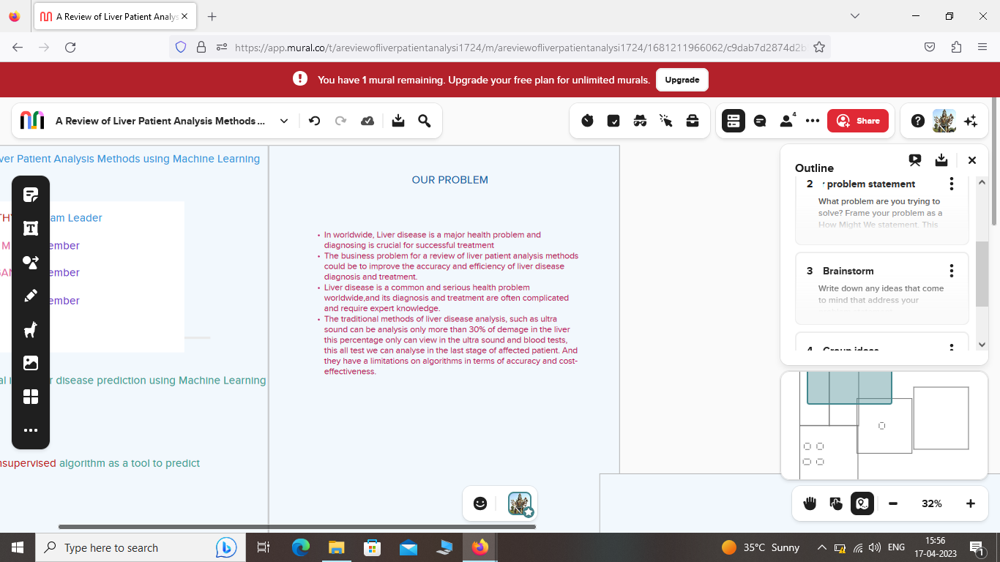 A Review of Liver Patient Analys
https://app.mural.co/t/areviewofliverpatientanalysi1724/m/areviewofliverpatientanalysi1724/1681211966062/c9dab7d2874d2b
You have 1 mural remaining. Upgrade your free plan for unlimited murals.
Upgrade
A Review of Liver Patient Analysis Methods ...
4
Share
ver Patient Analysis Methods using Machine Learning
am Leader
M
ember
ember
ember
disease prediction using Machine Learning
nsupervised algorithm as a tool to predict
OUR PROBLEM
• In worldwide, Liver disease is a major health problem and
diagnosing is crucial for successful treatment
• The business problem for a review of liver patient analysis methods
could be to improve the accuracy and efficiency of liver disease
diagnosis and treatment.
• Liver disease is a common and serious health problem
worldwide,and its diagnosis and treatment are often complicated
and require expert knowledge.
• The traditional methods of liver disease analysis, such as ultra
sound can be analysis only more than 30% of demage in the liver
this percentage only can view in the ultra sound and blood tests,
this all test we can analyse in the last stage of affected patient. And
they have a limitations on algorithms in terms of accuracy and cost-
effectiveness.
Outline
2 r problem statement
What problem are you trying to
solve? Frame your problem as a
How Might We statement. This
3 Brainstorm
Write down any ideas that come
to mind that address your
4 Group ideas
32%
Type here to search
35°C Sunny
ENG
15:56
17-04-2023
1